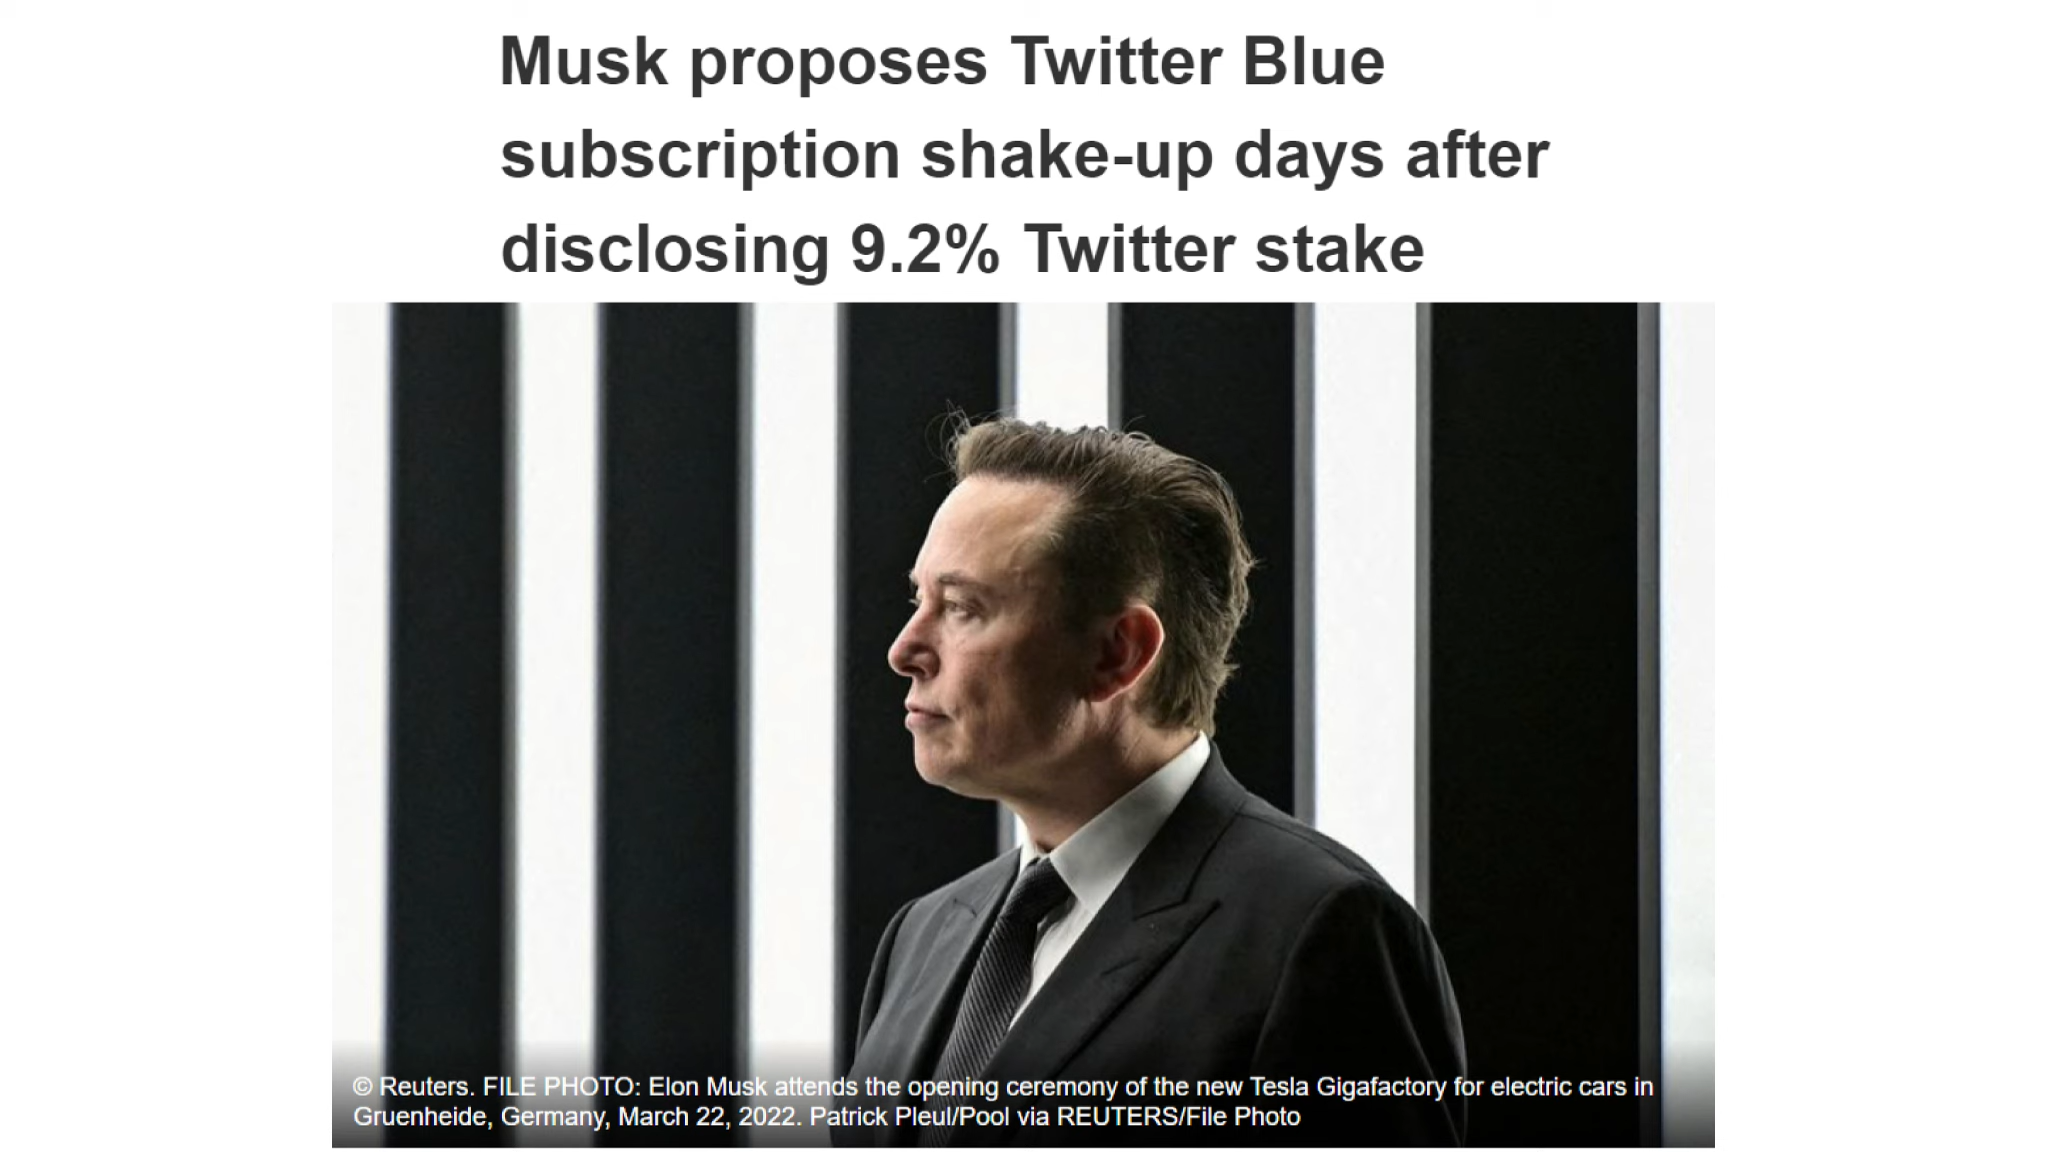 Musk proposes Twitter Blue
subscription shake-up days after
disclosing 9.2% Twitter stake
© Reuters. FILE PHOTO: Elon Musk attends the opening ceremony of the new Tesla Gigafactory for electric cars in
Gruenheide, Germany, March 22, 2022. Patrick Pleul/Pool via REUTERS/File Photo